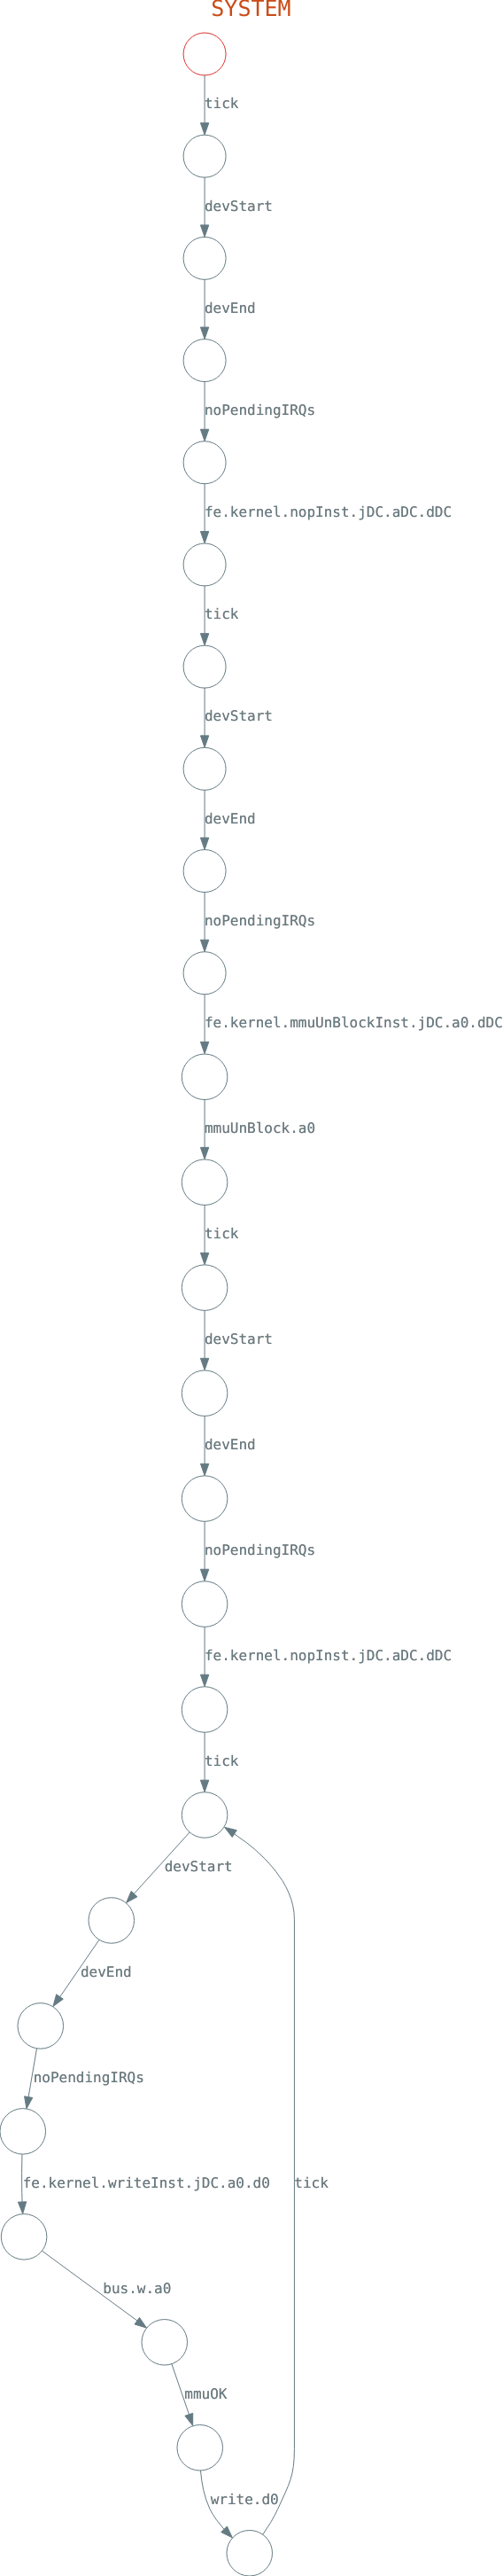 SYSTEM
tick
devStart
devEnd
noPendingIRQs
fe.kernel.nopInst.jDC.aDC.dDC
tick
devStart
devEnd
noPendingIRQs
fe.kernel.mmuUnBlockInst.jDC.a0.dDC
mmuUnBlock.a0
tick
devStart
devEnd
noPendingIRQs
fe.kernel.nopInst.jDC.aDC.dDC
tick
devStart
devEnd
noPendingIRQs
fe.kernel.writeInst.jDC.a0.d0
tick
bus.w.a0
mmuOK
write.d0